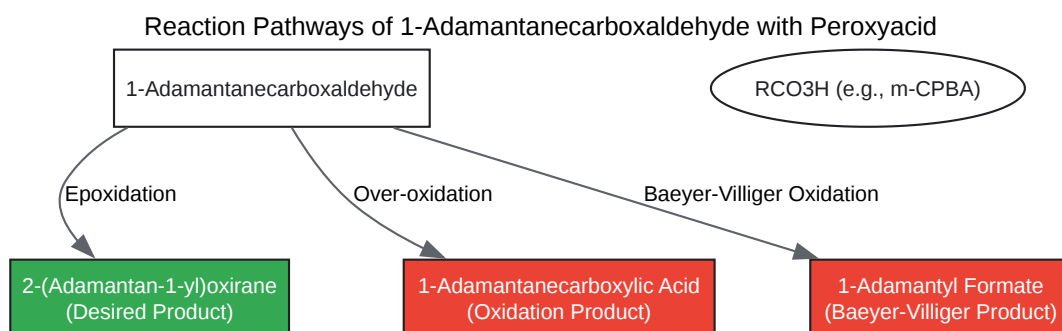 Reaction Pathways of 1-Adamantanecarboxaldehyde with Peroxyacid
1-Adamantanecarboxaldehyde
RCO3H (e.g., m-CPBA)
Epoxidation
Over-oxidation
Baeyer-Villiger Oxidation
2-(Adamantan-1-yl)oxirane
(Desired Product)
1-Adamantanecarboxylic Acid
(Oxidation Product)
1-Adamantyl Formate
(Baeyer-Villiger Product)